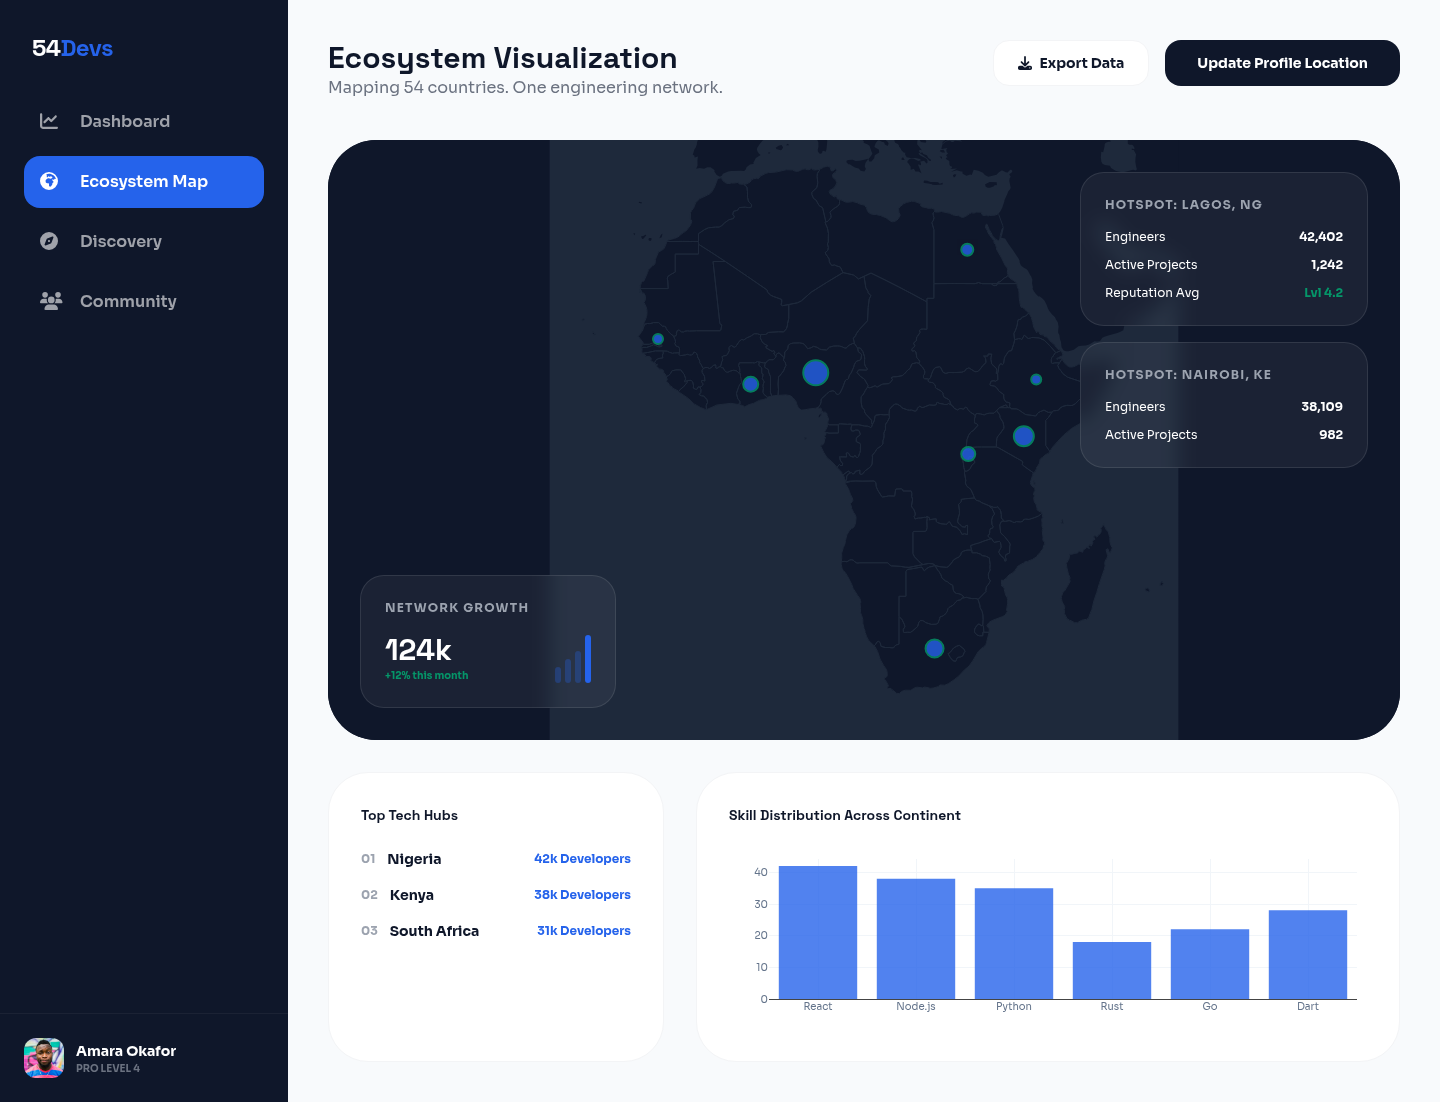 54Devs
Dashboard
Ecosystem Map
Discovery
Community
Amara Okafor
PRO LEVEL 4
Ecosystem Visualization
Mapping 54 countries. One engineering network.
Export Data
Update Profile Location
HOTSPOT: LAGOS, NG
Engineers 42,402
Active Projects 1,242
Reputation Avg Lvl 4.2
HOTSPOT: NAIROBI, KE
Engineers 38,109
Active Projects 982
NETWORK GROWTH
124k
+12% this month
Top Tech Hubs
01 Nigeria 42k Developers
02 Kenya 38k Developers
03 South Africa 31k Developers
Skill Distribution Across Continent
40
30
20
10
0
React Node.js Python Rust Go Dart